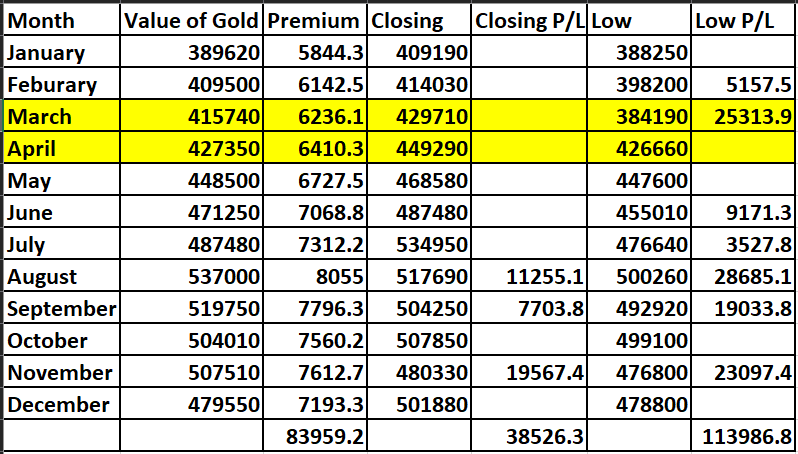 Month Value of Gold Premium Closing Closing P/L Low Low P/L
January 389620 5844.3 409190 388250
Feburary 409500 6142.5 414030 398200 5157.5
March 415740 6236.1 429710 384190 25313.9
April 427350 6410.3 449290 426660
May 448500 6727.5 468580 447600
June 471250 7068.8 487480 455010 9171.3
July 487480 7312.2 534950 476640 3527.8
August 537000 8055 517690 11255.1 500260 28685.1
September 519750 7796.3 504250 7703.8 492920 19033.8
October 504010 7560.2 507850 499100
November 507510 7612.7 480330 19567.4 476800 23097.4
December 479550 7193.3 501880 478800
83959.2 38526.3 113986.8